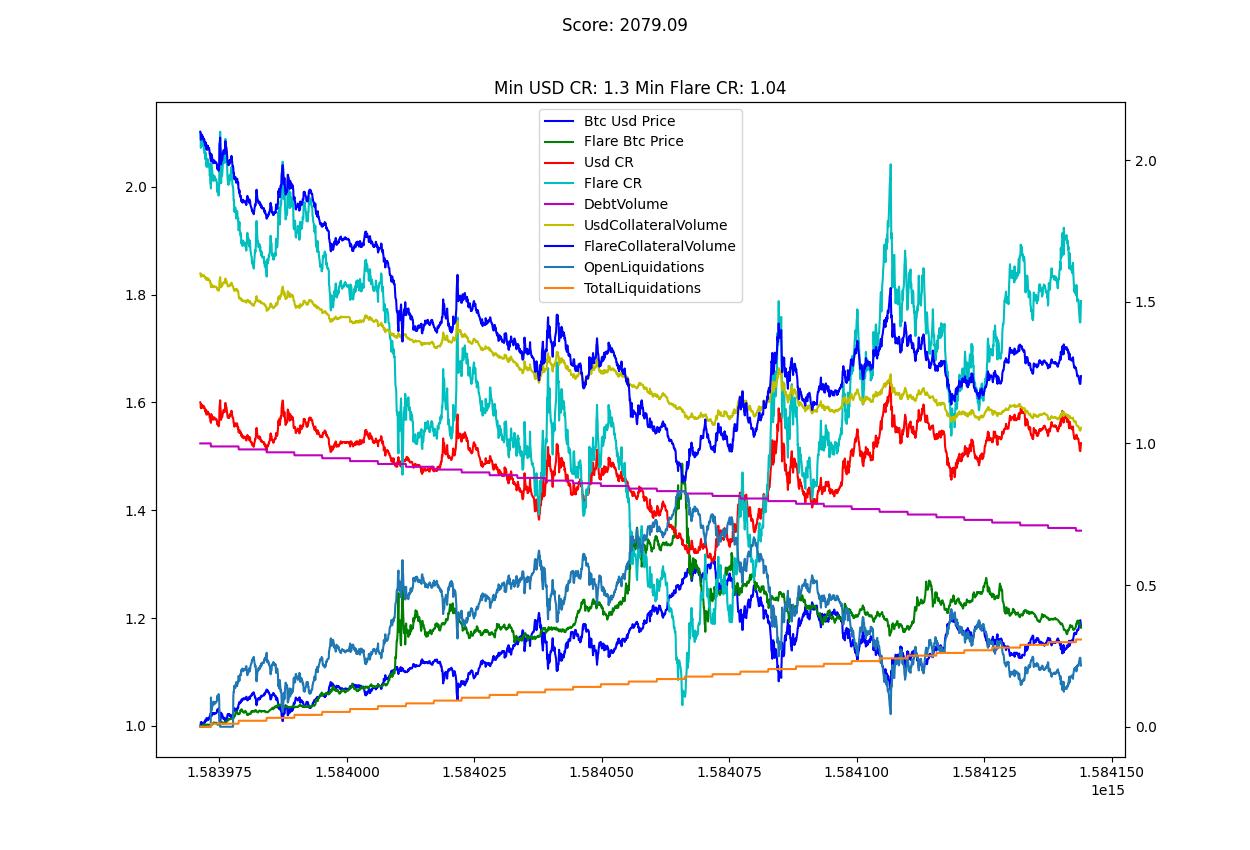 Score: 2079.09
Min USD CR: 1.3 Min Flare CR: 1.04
Btc Usd Price
Flare Btc Price
Usd CR
Flare CR
DebtVolume
UsdCollateralVolume
FlareCollateralVolume
OpenLiquidations
TotalLiquidations
2.0
1.8
1.6
1.4
1.2
1.0
2.0
1.5
1.0
0.5
0.0
1.583975 1.584000 1.584025 1.584050 1.584075 1.584100 1.584125 1.584150
1e15